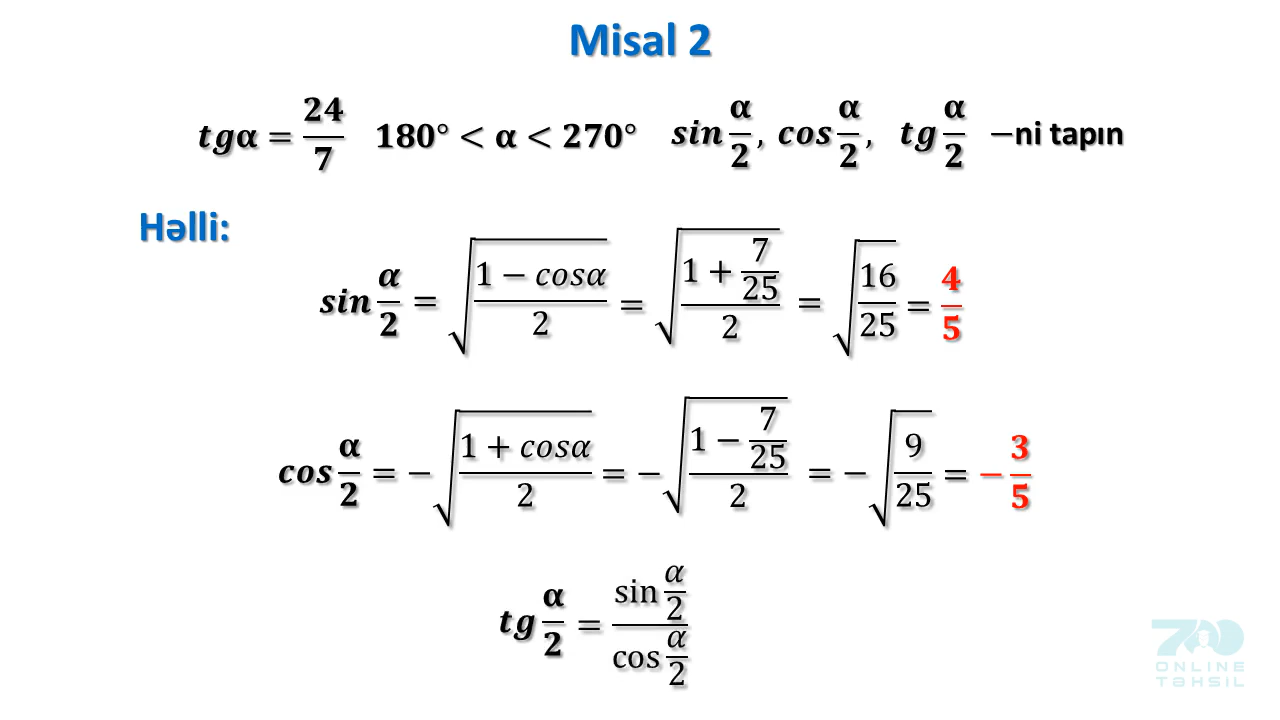 Misal 2
tgα = 24/7   180° < α < 270°   sin α/2, cos α/2, tg α/2 −ni tapın
Həlli:
sin α/2 = √((1 − cosα)/2) = √((1 + 7/25)/2) = √(16/25) = 4/5
cos α/2 = −√((1 + cosα)/2) = −√((1 − 7/25)/2) = −√(9/25) = −3/5
tg α/2 = (sin α/2)/(cos α/2)
700
ONLINE
TƏHSİL